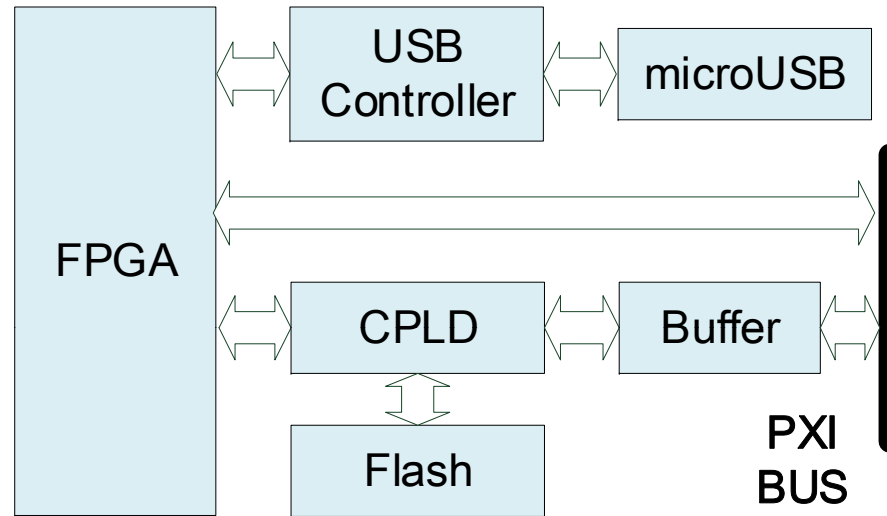 USB
Controller
microUSB
FPGA
CPLD
Buffer
Flash
PXI
BUS